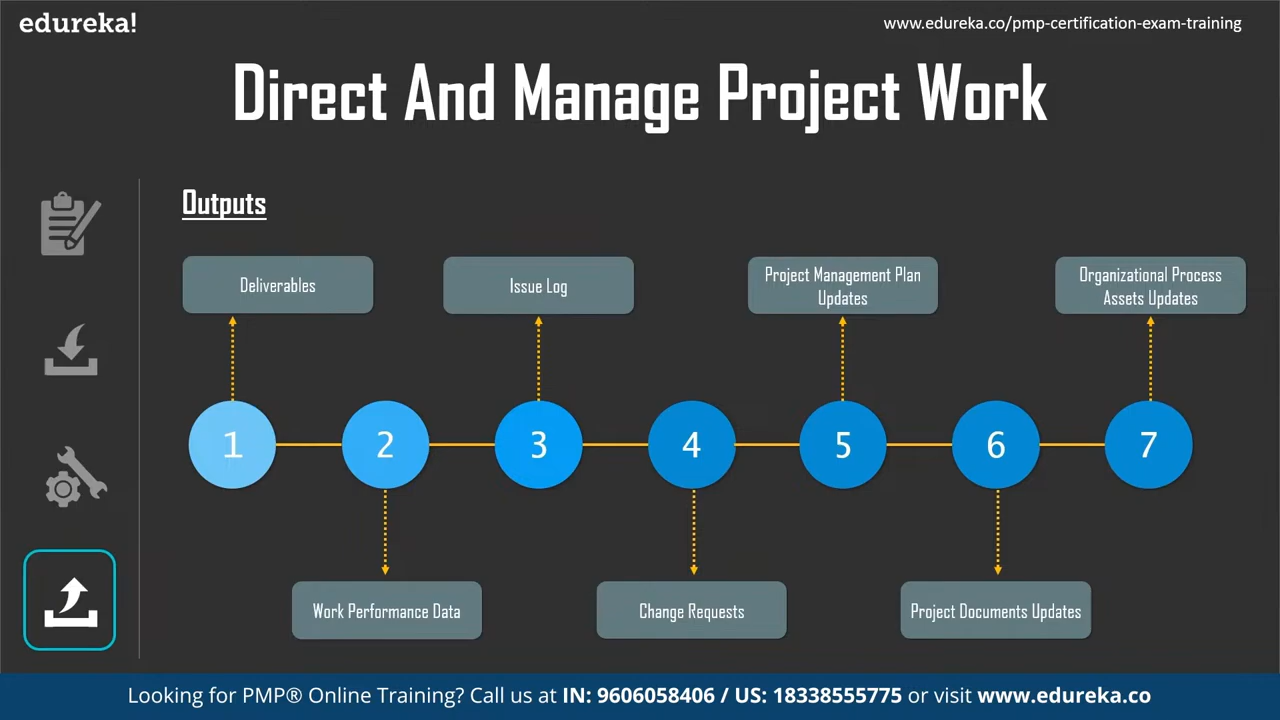 edureka!
www.edureka.co/pmp-certification-exam-training
Direct And Manage Project Work
Outputs
Deliverables
Issue Log
Project Management Plan
Updates
Organizational Process
Assets Updates
1
2
3
4
5
6
7
Work Performance Data
Change Requests
Project Documents Updates
Looking for PMP® Online Training? Call us at IN: 9606058406 / US: 18338555775 or visit www.edureka.co